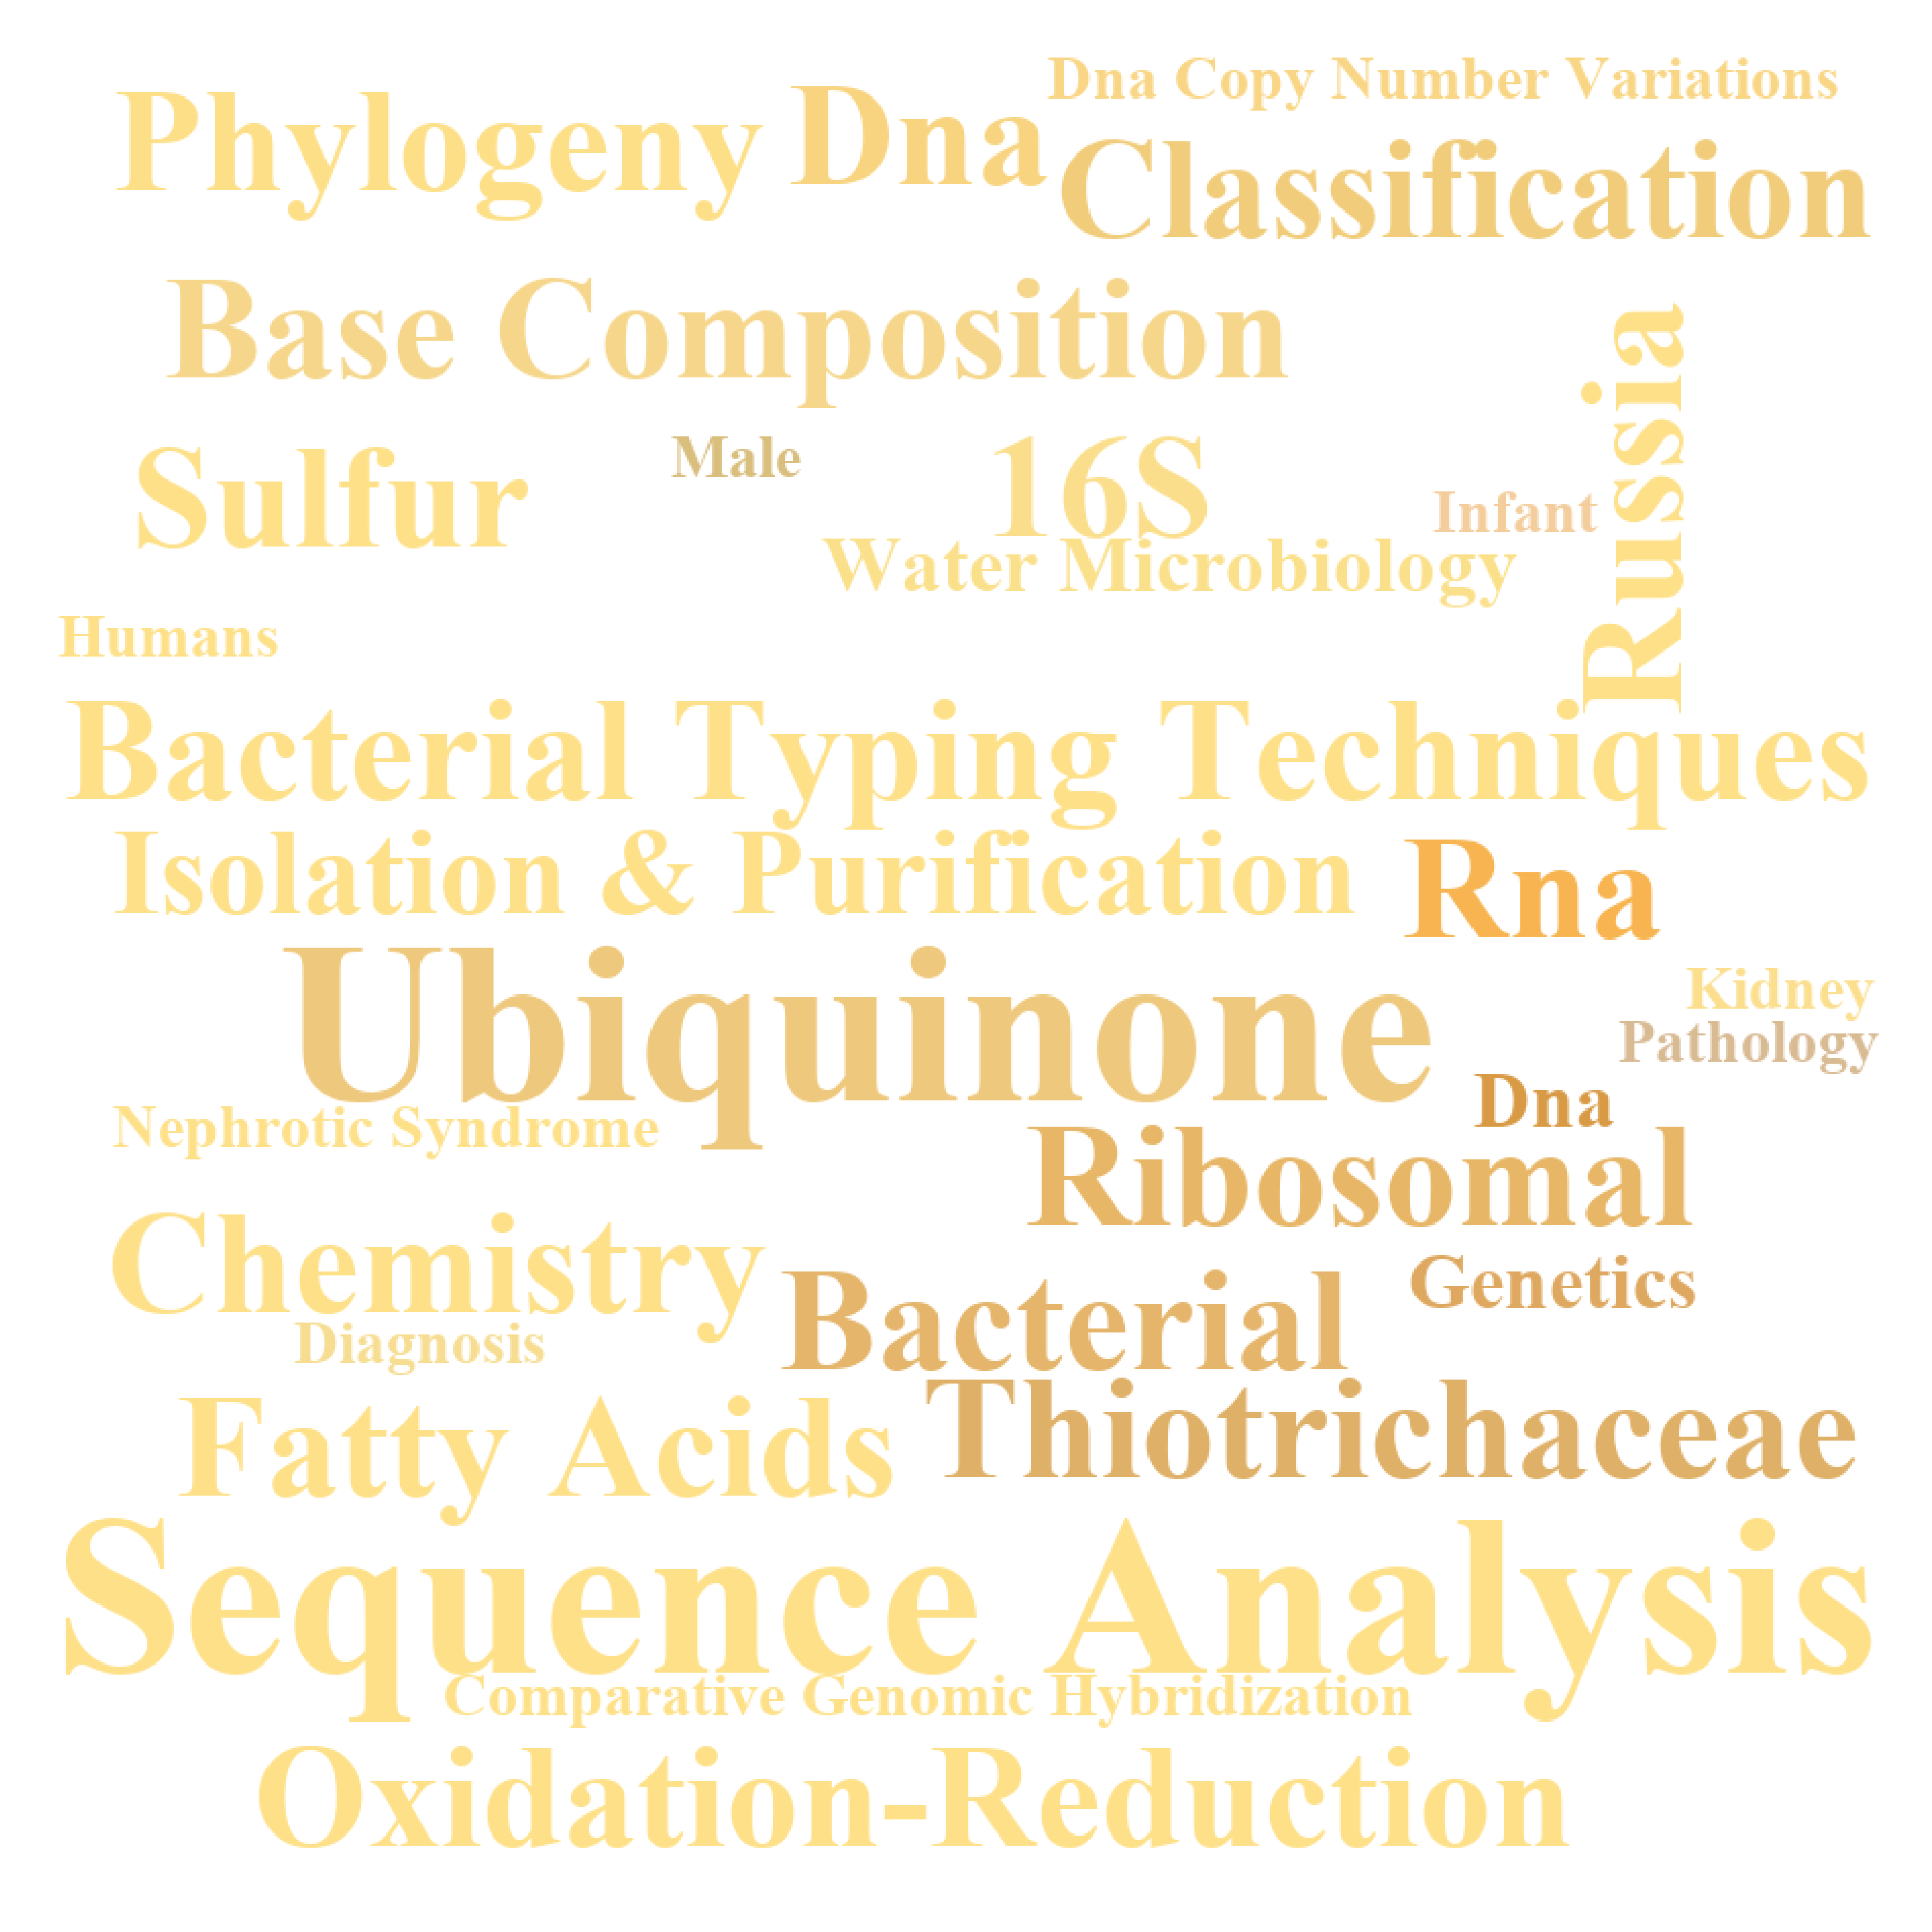 Dna Copy Number Variations
Phylogeny
Dna
Classification
Base Composition
Russia
Sulfur
Male
16S
Infant
Water Microbiology
Humans
Bacterial Typing Techniques
Isolation & Purification
Rna
Ubiquinone
Kidney
Pathology
Dna
Nephrotic Syndrome
Ribosomal
Chemistry
Genetics
Bacterial
Diagnosis
Fatty Acids
Thiotrichaceae
Sequence Analysis
Comparative Genomic Hybridization
Oxidation-Reduction